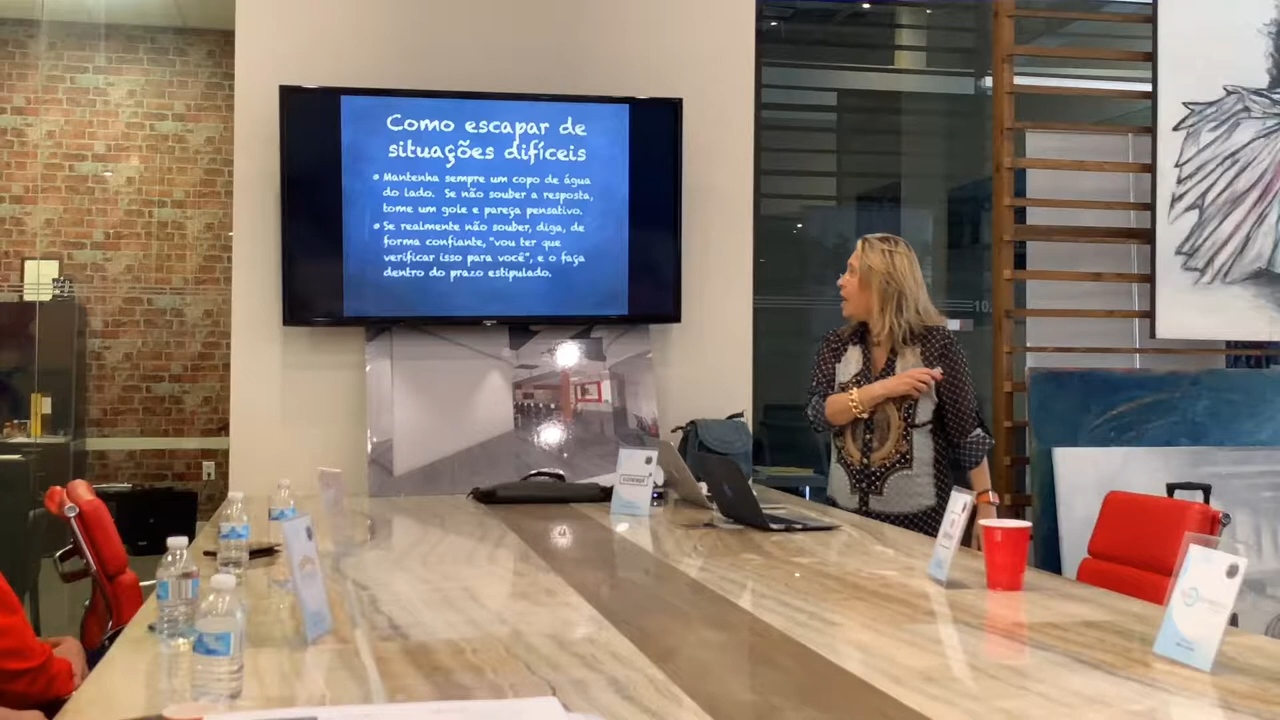 Como escapar de
situações difíceis
• Mantenha sempre um copo de água
do lado. Se não souber a resposta,
tome um gole e pareça pensativo.
• Se realmente não souber, diga, de
forma confiante, "vou ter que
verificar isso para você", e o faça
dentro do prazo estipulado.